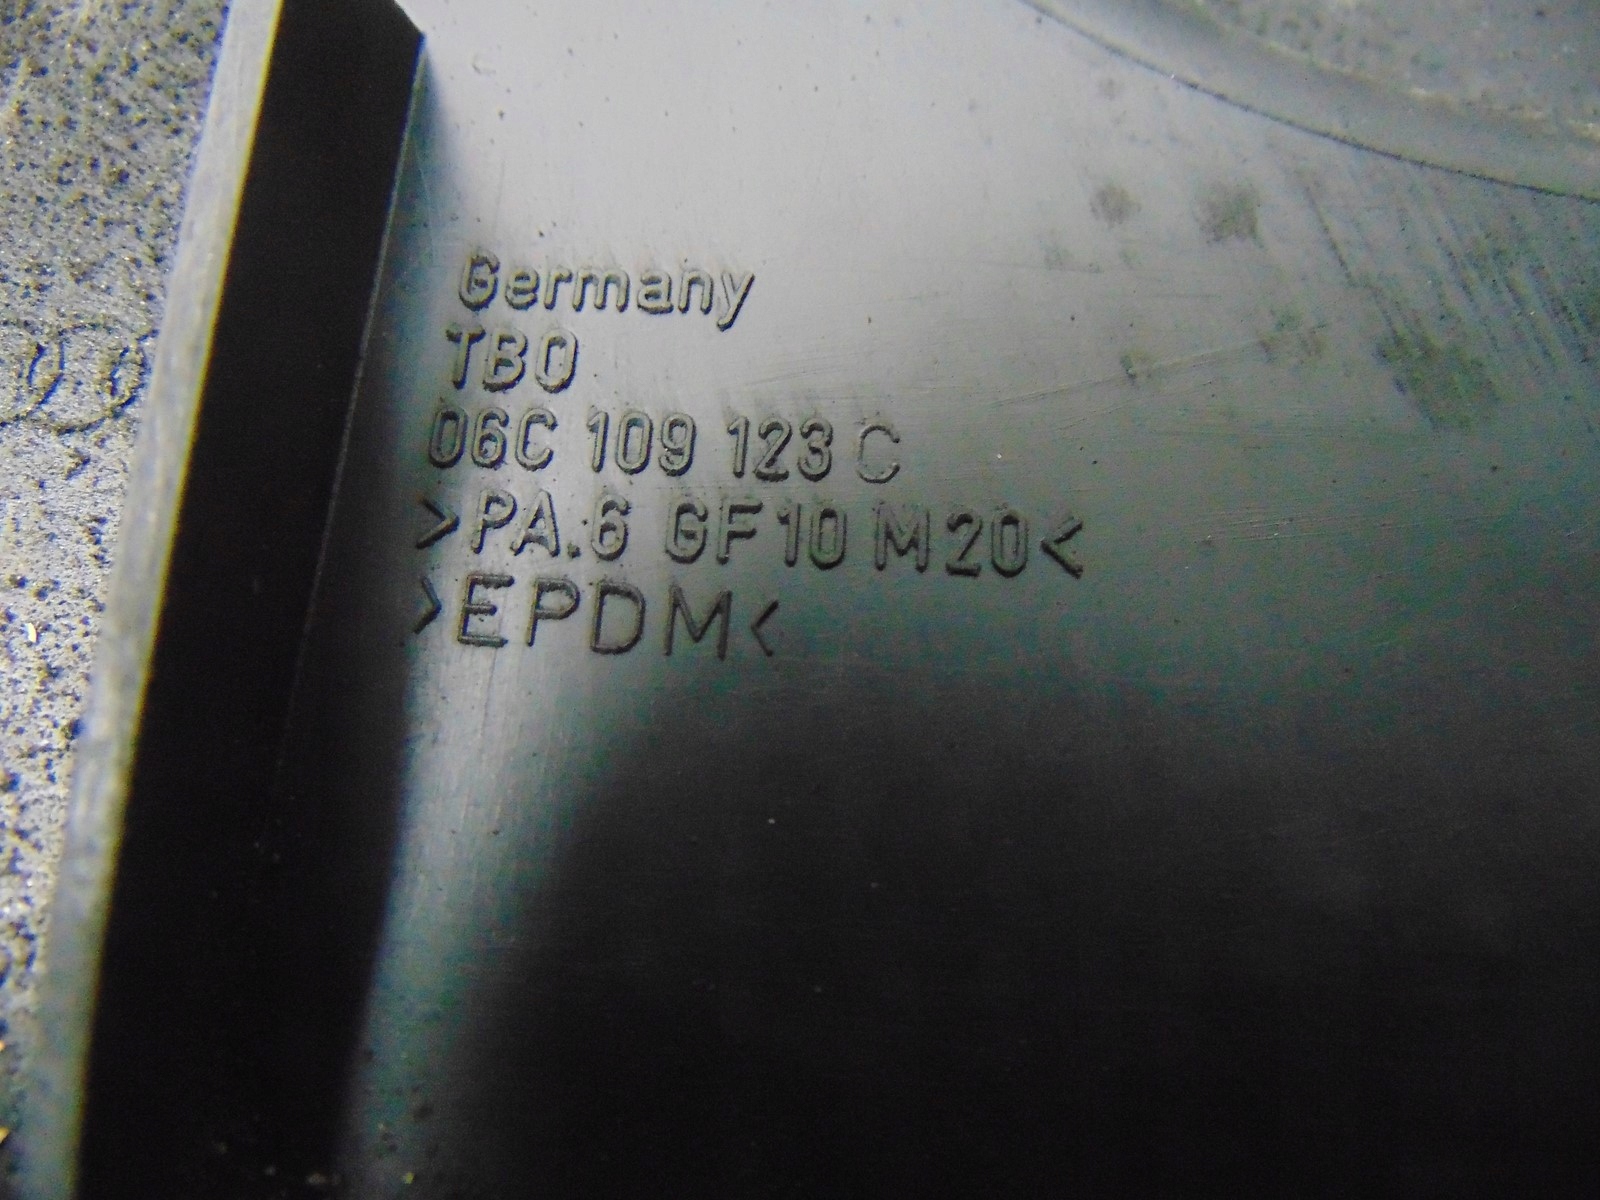 Germany
TBO
06C 109 123 C
>PA.6 GF10 M20<
>EPDM<